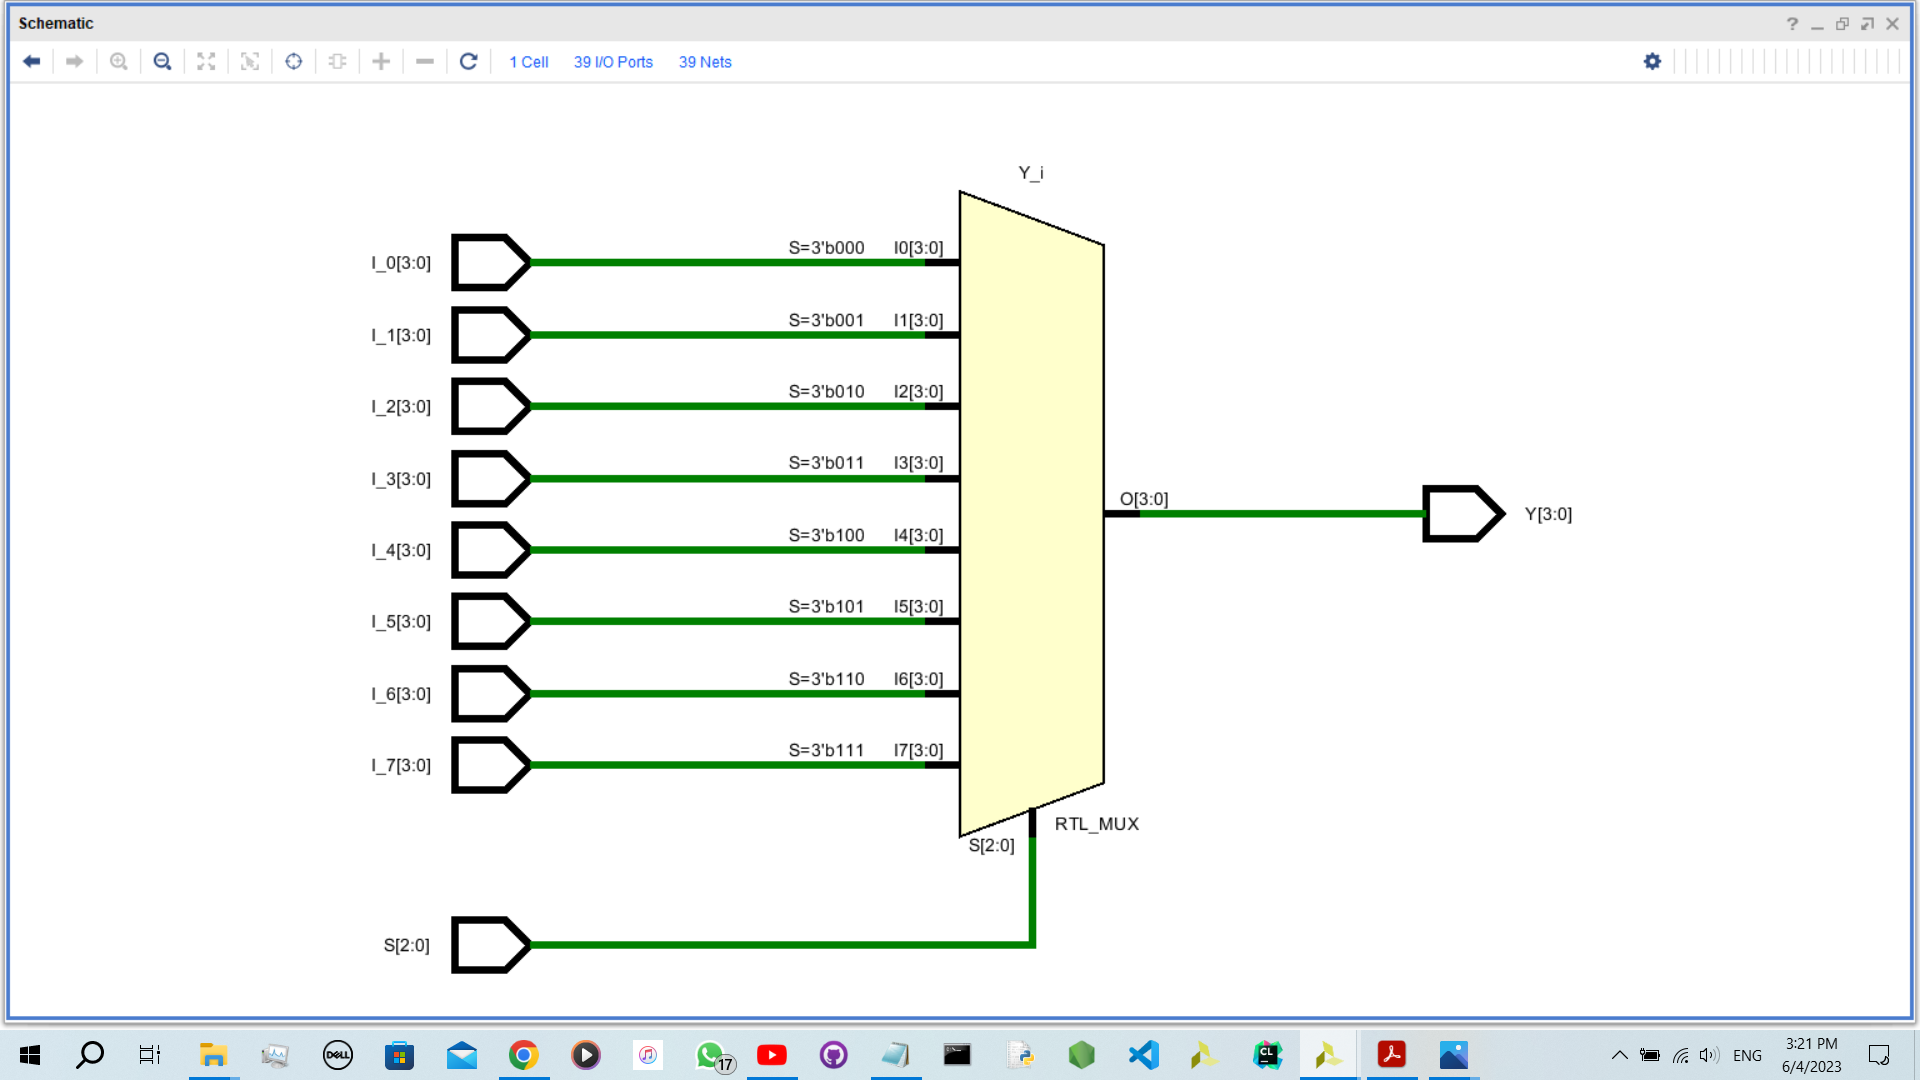 Schematic
1 Cell 39 I/O Ports 39 Nets
Y_i
I_0[3:0] S=3'b000 I0[3:0]
I_1[3:0] S=3'b001 I1[3:0]
I_2[3:0] S=3'b010 I2[3:0]
I_3[3:0] S=3'b011 I3[3:0]
O[3:0] Y[3:0]
I_4[3:0] S=3'b100 I4[3:0]
I_5[3:0] S=3'b101 I5[3:0]
I_6[3:0] S=3'b110 I6[3:0]
I_7[3:0] S=3'b111 I7[3:0]
RTL_MUX
S[2:0]
S[2:0]
DELL
17
CL
ENG
3:21 PM
6/4/2023